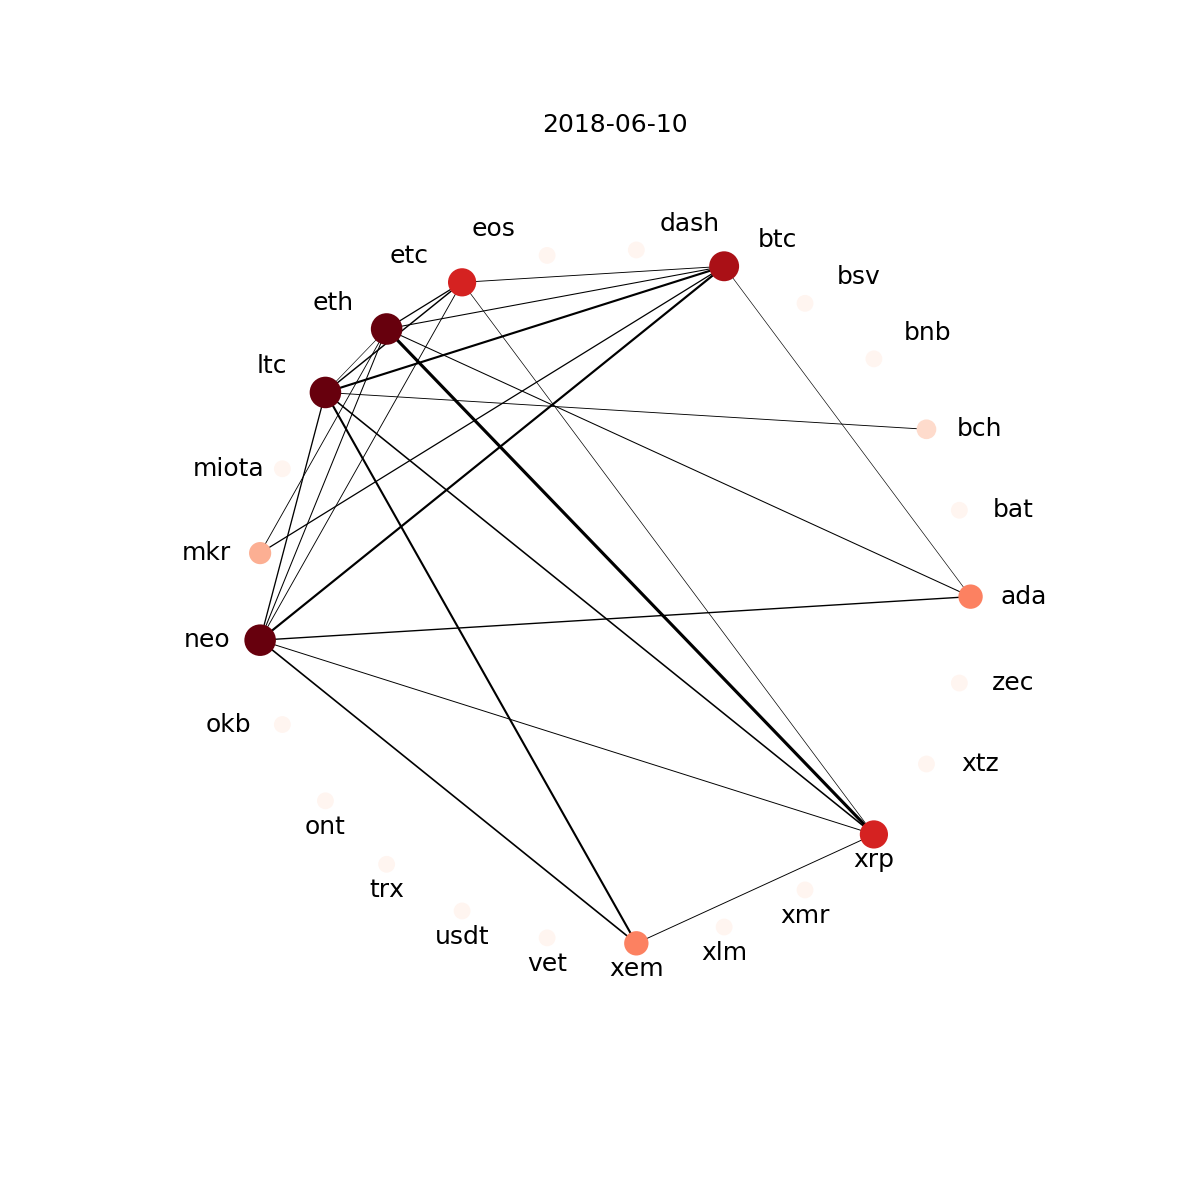 2018-06-10
dash
eos
btc
etc
bsv
eth
bnb
ltc
bch
miota
bat
mkr
ada
neo
zec
okb
xtz
ont
xrp
trx
xmr
usdt
xlm
vet
xem